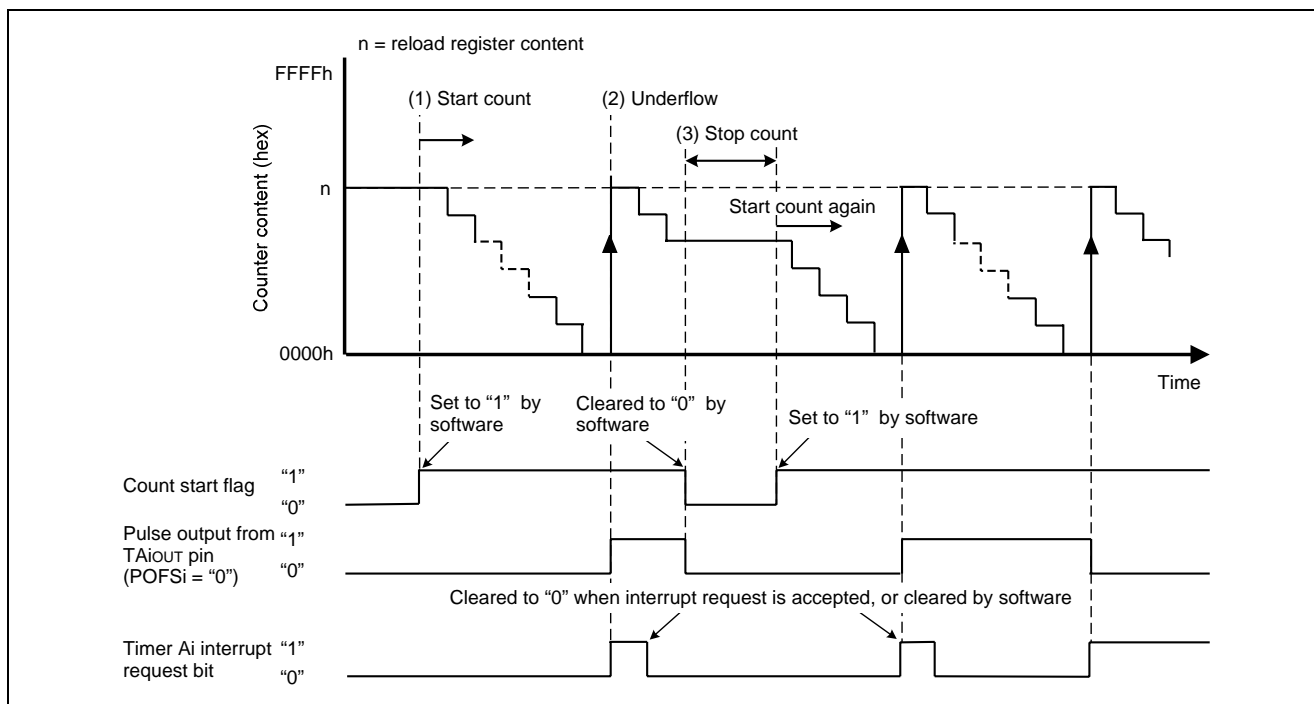 n = reload register content
FFFFh
(1) Start count
(2) Underflow
(3) Stop count
Counter content (hex)
n
Start count again
0000h
Time
Set to “1” by
software
Cleared to “0” by
software
Set to “1” by software
Count start flag
“1”
“0”
Pulse output from
TAiOUT pin
(POFSi = “0”)
“1”
“0”
Cleared to “0” when interrupt request is accepted, or cleared by software
Timer Ai interrupt
request bit
“1”
“0”